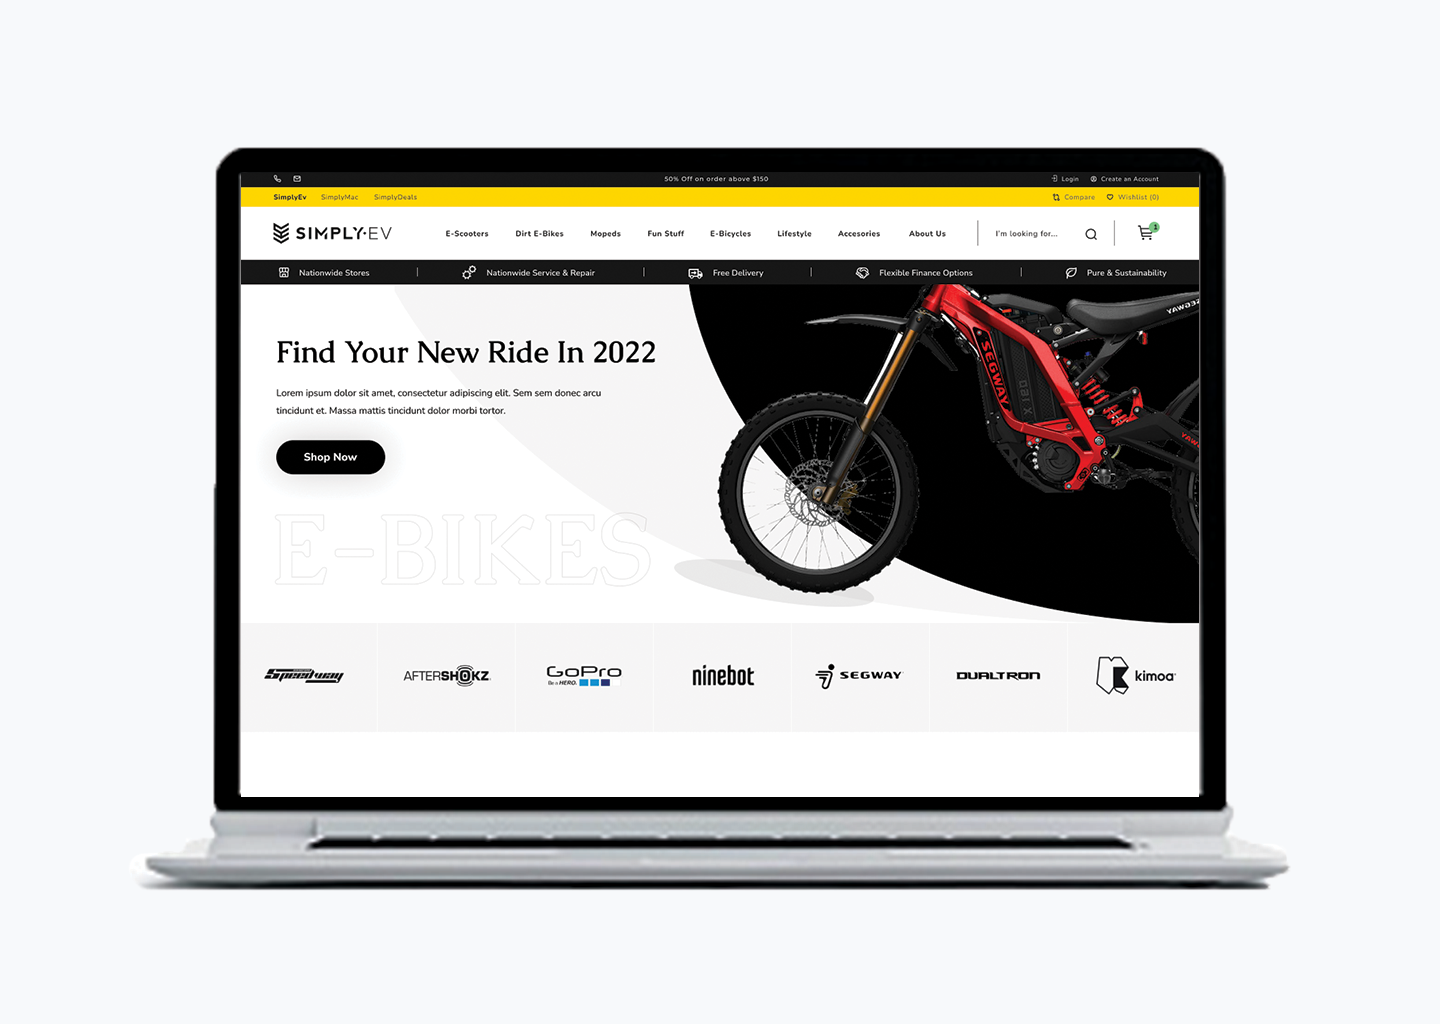 50% Off on order above $150
Login
Create an Account
SimplyEv
SimplyMac
SimplyDeals
Compare
Wishlist (0)
SIMPLY·EV
E-Scooters
Dirt E-Bikes
Mopeds
Fun Stuff
E-Bicycles
Lifestyle
Accesories
About Us
I'm looking for...
1
Nationwide Stores
Nationwide Service & Repair
Free Delivery
Flexible Finance Options
Pure & Sustainability
Find Your New Ride In 2022
Lorem ipsum dolor sit amet, consectetur adipiscing elit. Sem sem donec arcu
tincidunt et. Massa mattis tincidunt dolor morbi tortor.
Shop Now
E-BIKES
SEGWAY
X160
SEGWAY
Speedway
AFTERSHOKZ
GoPro
Be a HERO.
ninebot
SEGWAY
DUALTRON
kimoa